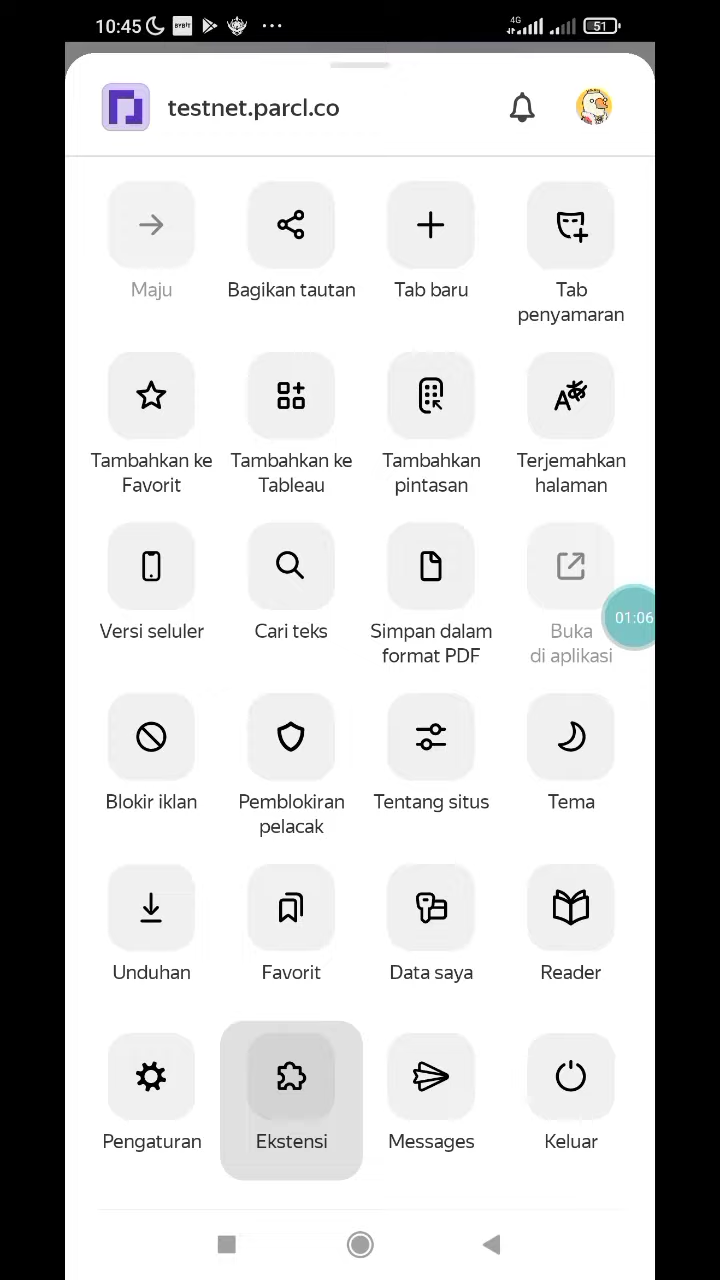 10:45 BYBIT 4G 51
testnet.parcl.co
Maju
Bagikan tautan
Tab baru
Tab
penyamaran
Tambahkan ke
Favorit
Tambahkan ke
Tableau
Tambahkan
pintasan
Terjemahkan
halaman
Versi seluler
Cari teks
Simpan dalam
format PDF
Buka
di aplikasi
01:06
Blokir iklan
Pemblokiran
pelacak
Tentang situs
Tema
Unduhan
Favorit
Data saya
Reader
Pengaturan
Ekstensi
Messages
Keluar